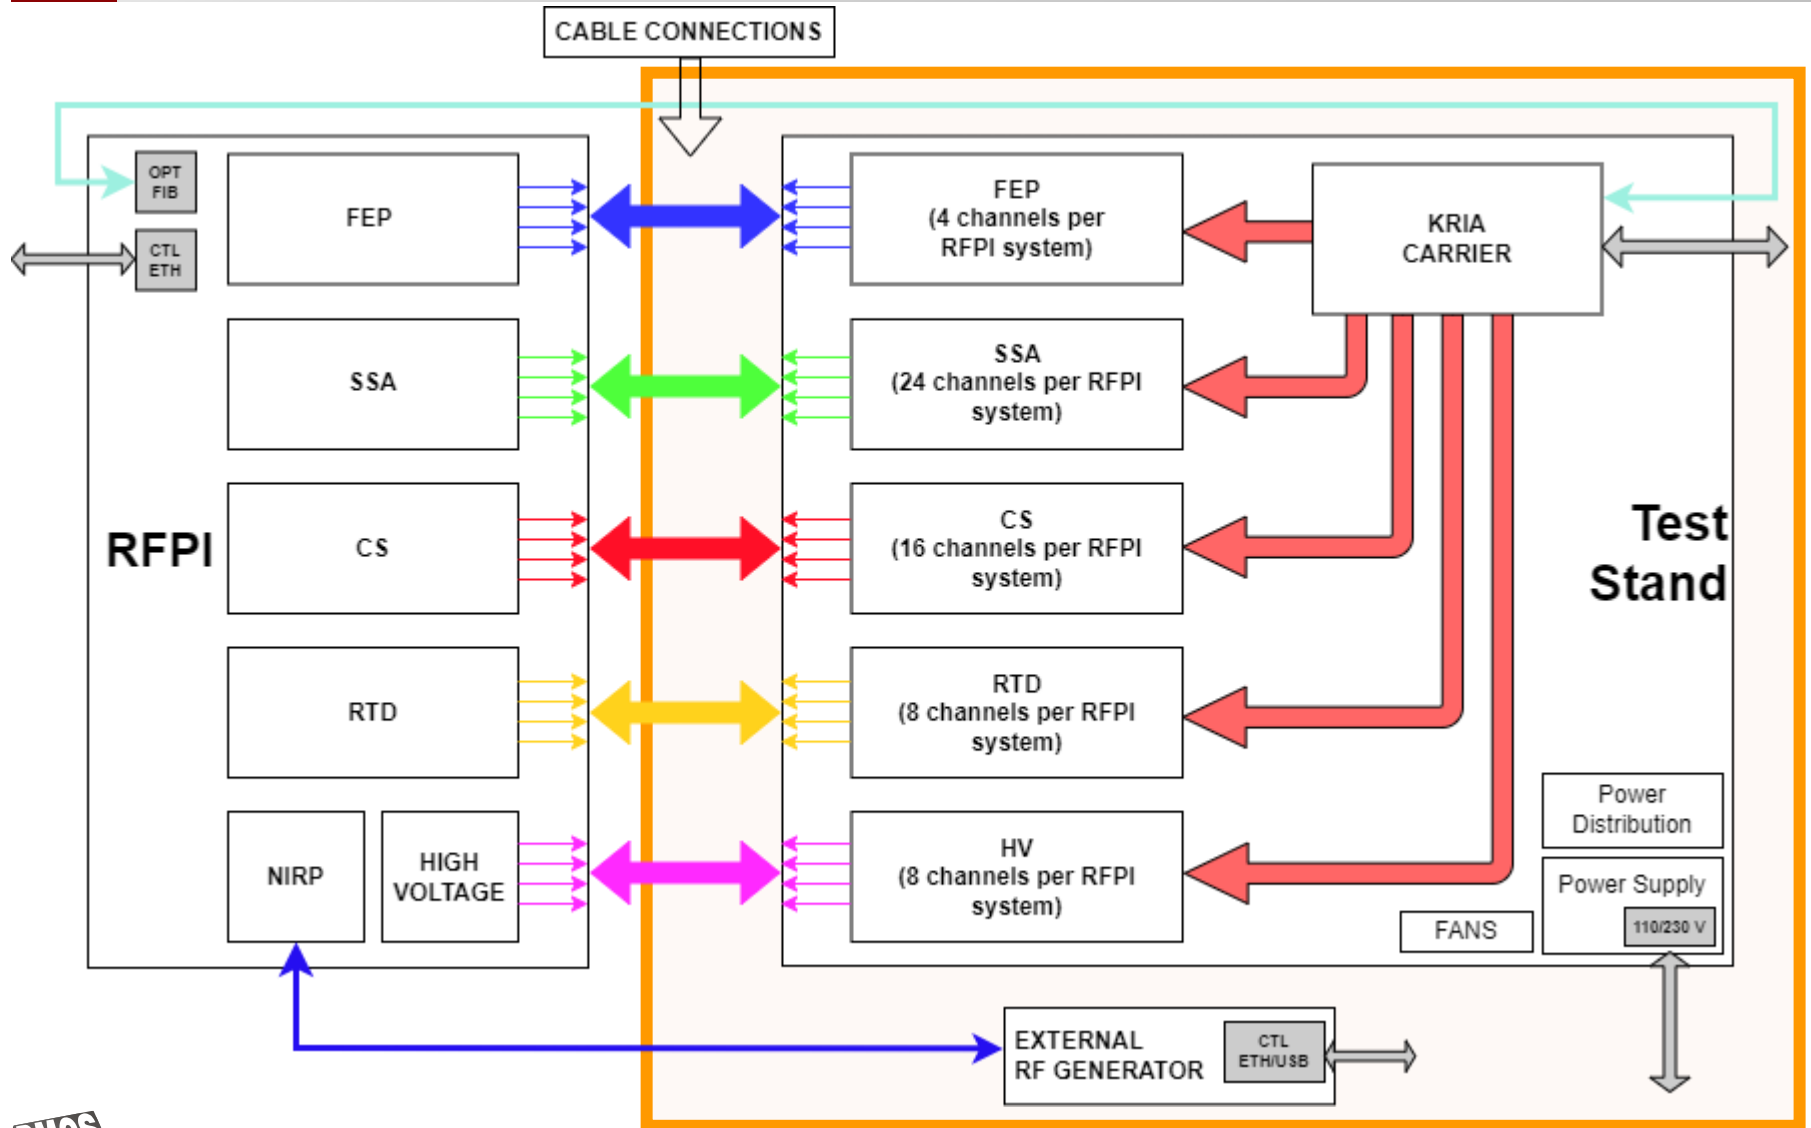 CABLE CONNECTIONS
OPT
FIB
CTL
ETH
FEP
SSA
CS
RTD
NIRP
HIGH
VOLTAGE
RFPI
FEP
(4 channels per
RFPI system)
SSA
(24 channels per RFPI
system)
CS
(16 channels per RFPI
system)
RTD
(8 channels per RFPI
system)
HV
(8 channels per RFPI
system)
KRIA
CARRIER
Test
Stand
Power
Distribution
Power Supply
110/230 V
FANS
EXTERNAL
RF GENERATOR
CTL
ETH/USB